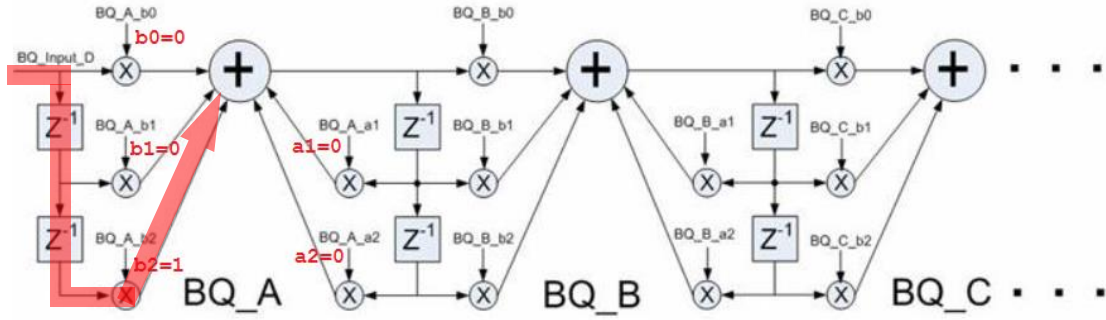 BQ_A_b0
BQ_B_b0
BQ_C_b0
b0=0
BQ_Input_D
X
+
X
+
X
+
. . .
Z-1
BQ_A_b1
b1=0
a1=0
BQ_A_a1
Z-1
BQ_B_b1
BQ_B_a1
Z-1
BQ_C_b1
X
X
X
X
X
Z-1
BQ_A_b2
b2=1
a2=0
BQ_A_a2
Z-1
BQ_B_b2
BQ_B_a2
Z-1
BQ_C_b2
X
BQ_A
X
X
BQ_B
X
X
BQ_C . . .